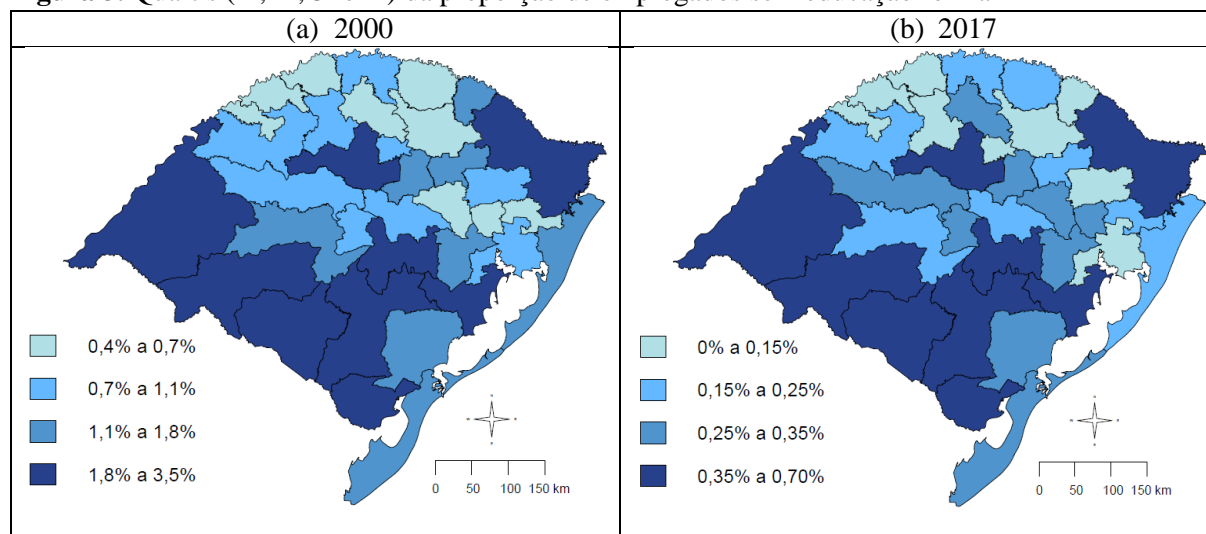 (a) 2000
(b) 2017
0,4% a 0,7%
0,7% a 1,1%
1,1% a 1,8%
1,8% a 3,5%
0 50 100 150 km
0% a 0,15%
0,15% a 0,25%
0,25% a 0,35%
0,35% a 0,70%
0 50 100 150 km